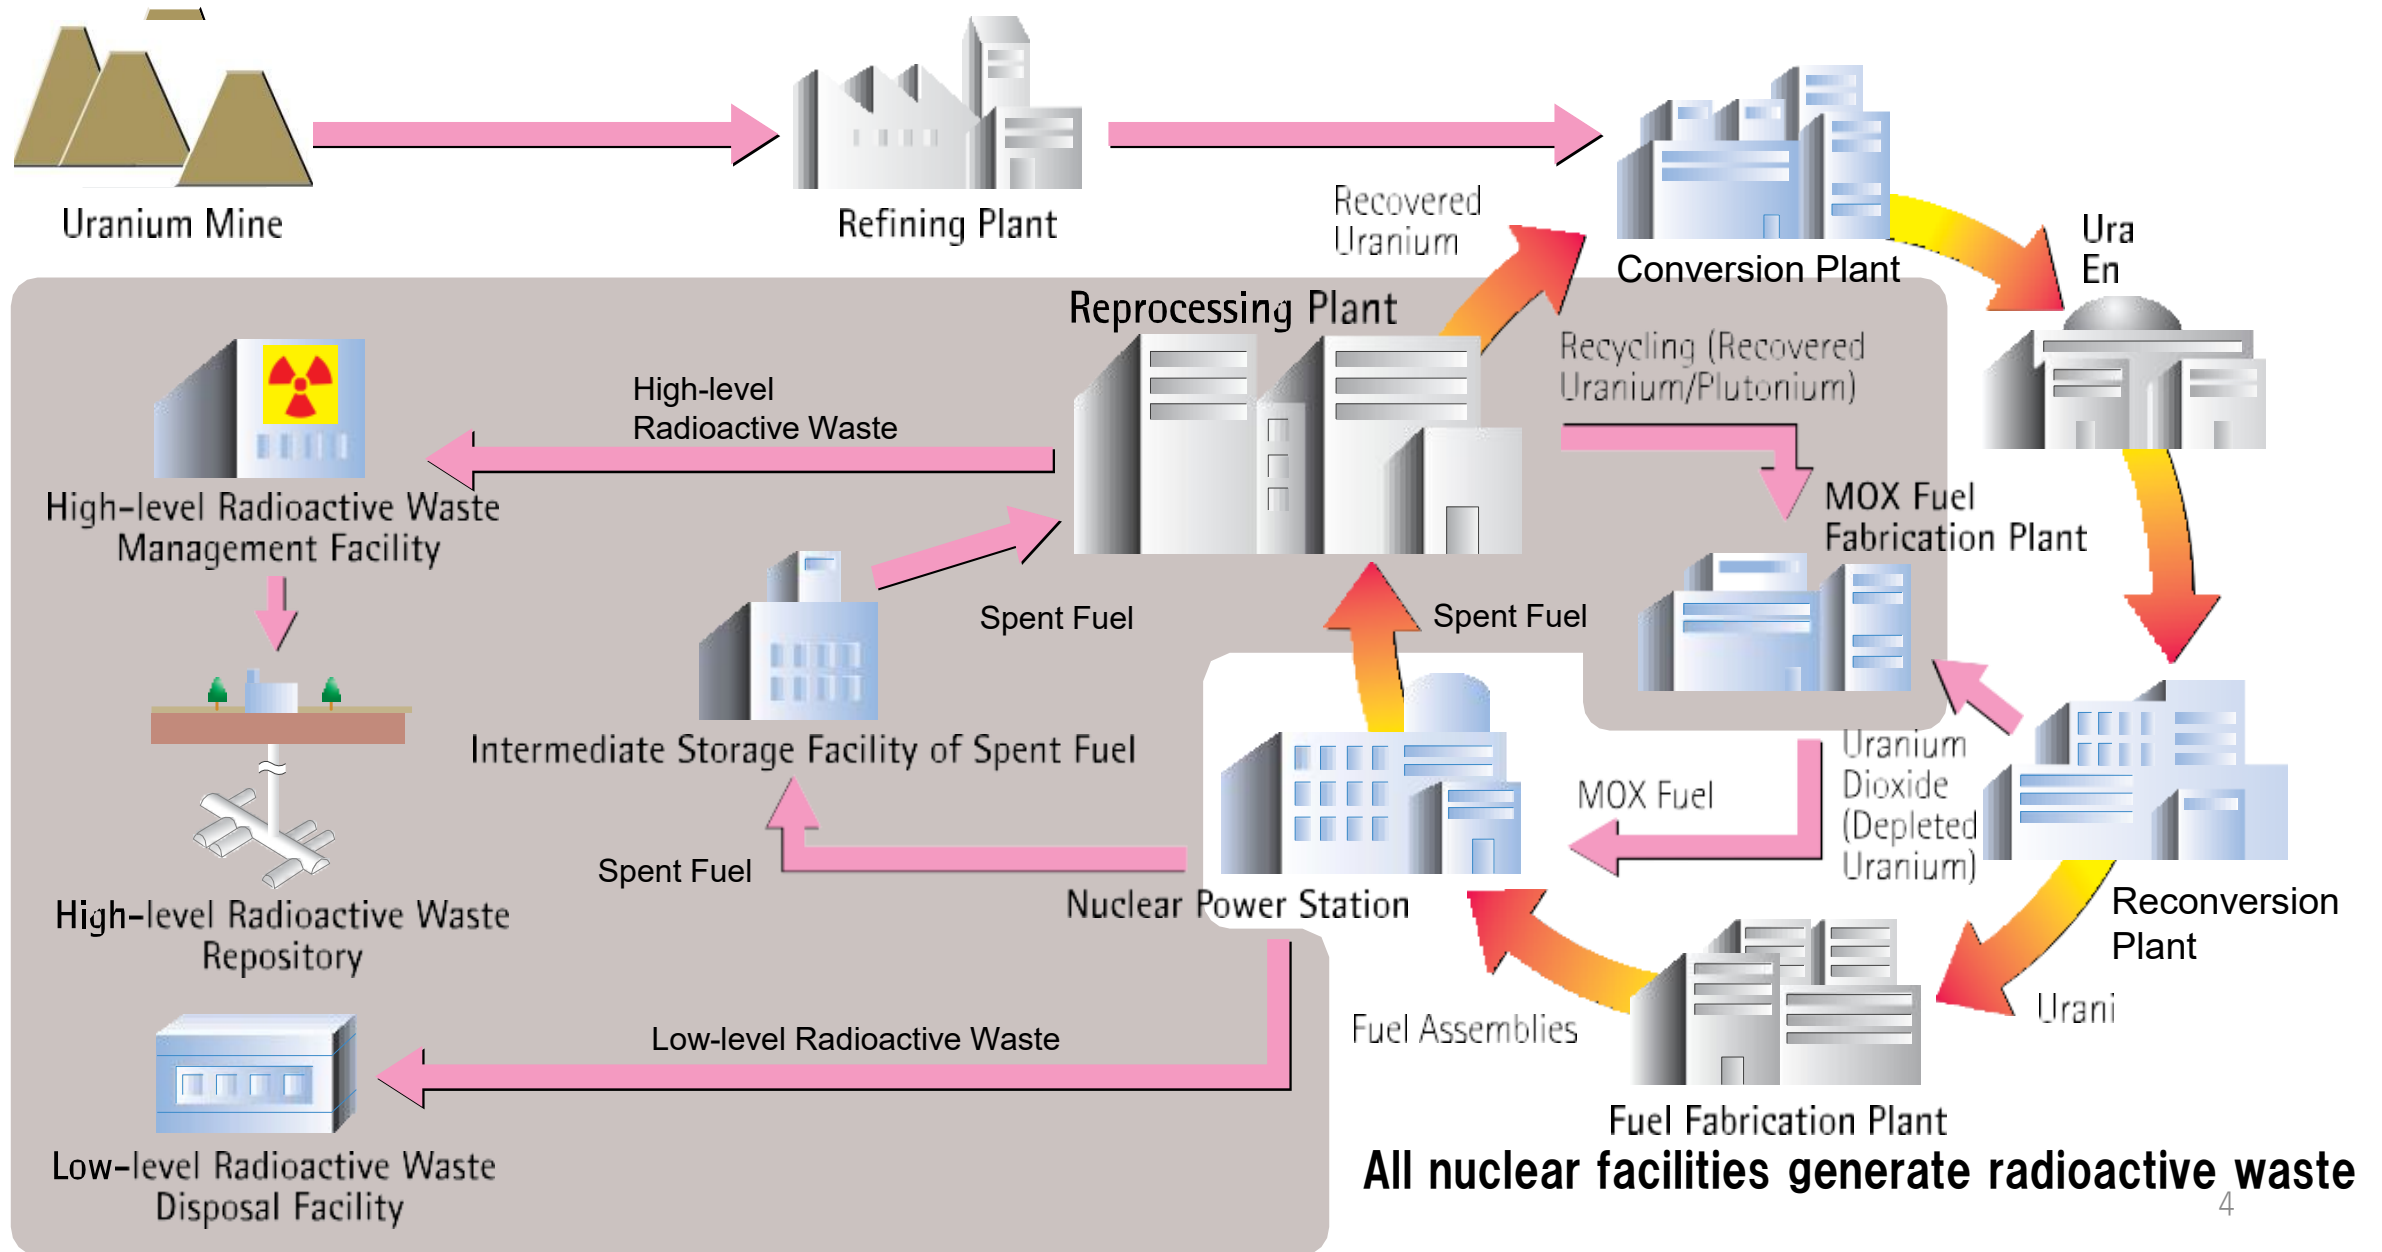 Uranium Mine
Refining Plant
Recovered
Uranium
Conversion Plant
Ura
En
Reprocessing Plant
Recycling (Recovered
Uranium/Plutonium)
High-level
Radioactive Waste
High-level Radioactive Waste
Management Facility
MOX Fuel
Fabrication Plant
Spent Fuel
Spent Fuel
Intermediate Storage Facility of Spent Fuel
Uranium
Dioxide
(Depleted
Uranium)
MOX Fuel
Spent Fuel
Nuclear Power Station
Reconversion
Plant
High-level Radioactive Waste
Repository
Urani
Fuel Assemblies
Low-level Radioactive Waste
Fuel Fabrication Plant
Low-level Radioactive Waste
Disposal Facility
All nuclear facilities generate radioactive waste
4